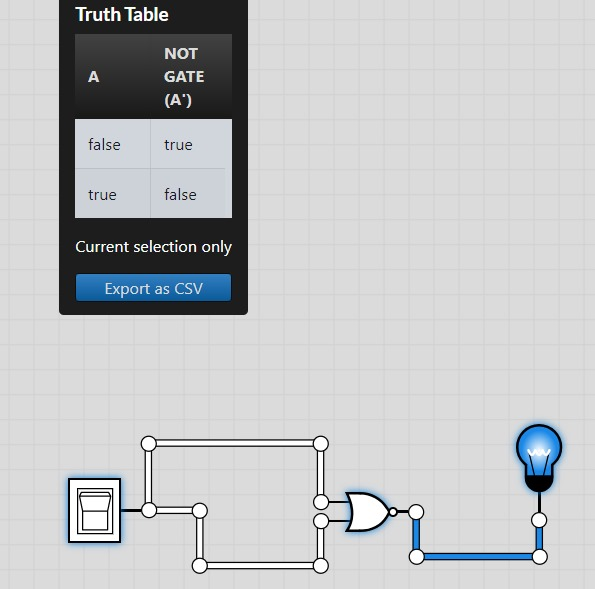 Truth Table
A
NOT
GATE
(A')
false true
true false
Current selection only
Export as CSV